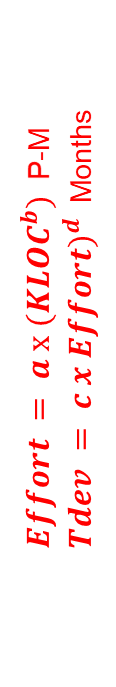 Effort = a x (KLOC^b) P-M
Tdev = c x Effort)^d Months